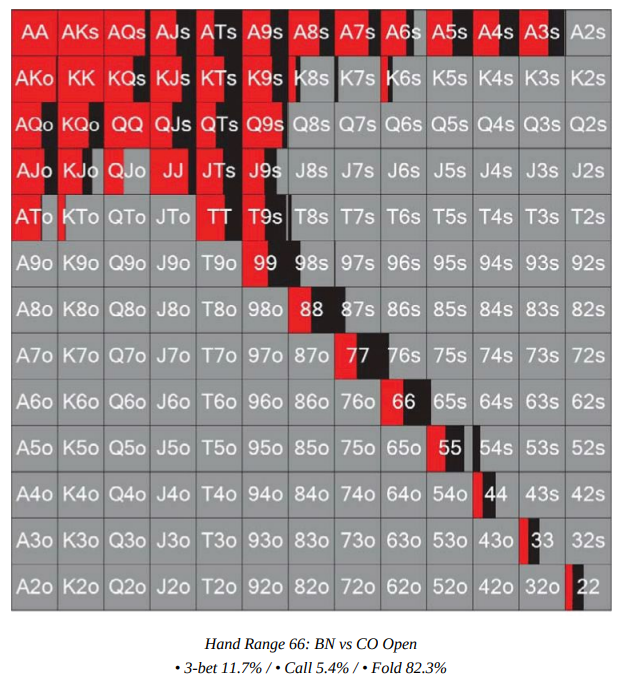 AA AKs AQs AJs ATs A9s A8s A7s A6s A5s A4s A3s A2s
AKo KK KQs KJs KTs K9s K8s K7s K6s K5s K4s K3s K2s
AQo KQo QQ QJs QTs Q9s Q8s Q7s Q6s Q5s Q4s Q3s Q2s
AJo KJo QJo JJ JTs J9s J8s J7s J6s J5s J4s J3s J2s
ATo KTo QTo JTo TT T9s T8s T7s T6s T5s T4s T3s T2s
A9o K9o Q9o J9o T9o 99 98s 97s 96s 95s 94s 93s 92s
A8o K8o Q8o J8o T8o 98o 88 87s 86s 85s 84s 83s 82s
A7o K7o Q7o J7o T7o 97o 87o 77 76s 75s 74s 73s 72s
A6o K6o Q6o J6o T6o 96o 86o 76o 66 65s 64s 63s 62s
A5o K5o Q5o J5o T5o 95o 85o 75o 65o 55 54s 53s 52s
A4o K4o Q4o J4o T4o 94o 84o 74o 64o 54o 44 43s 42s
A3o K3o Q3o J3o T3o 93o 83o 73o 63o 53o 43o 33 32s
A2o K2o Q2o J2o T2o 92o 82o 72o 62o 52o 42o 32o 22
Hand Range 66: BN vs CO Open
• 3-bet 11.7% / • Call 5.4% / • Fold 82.3%